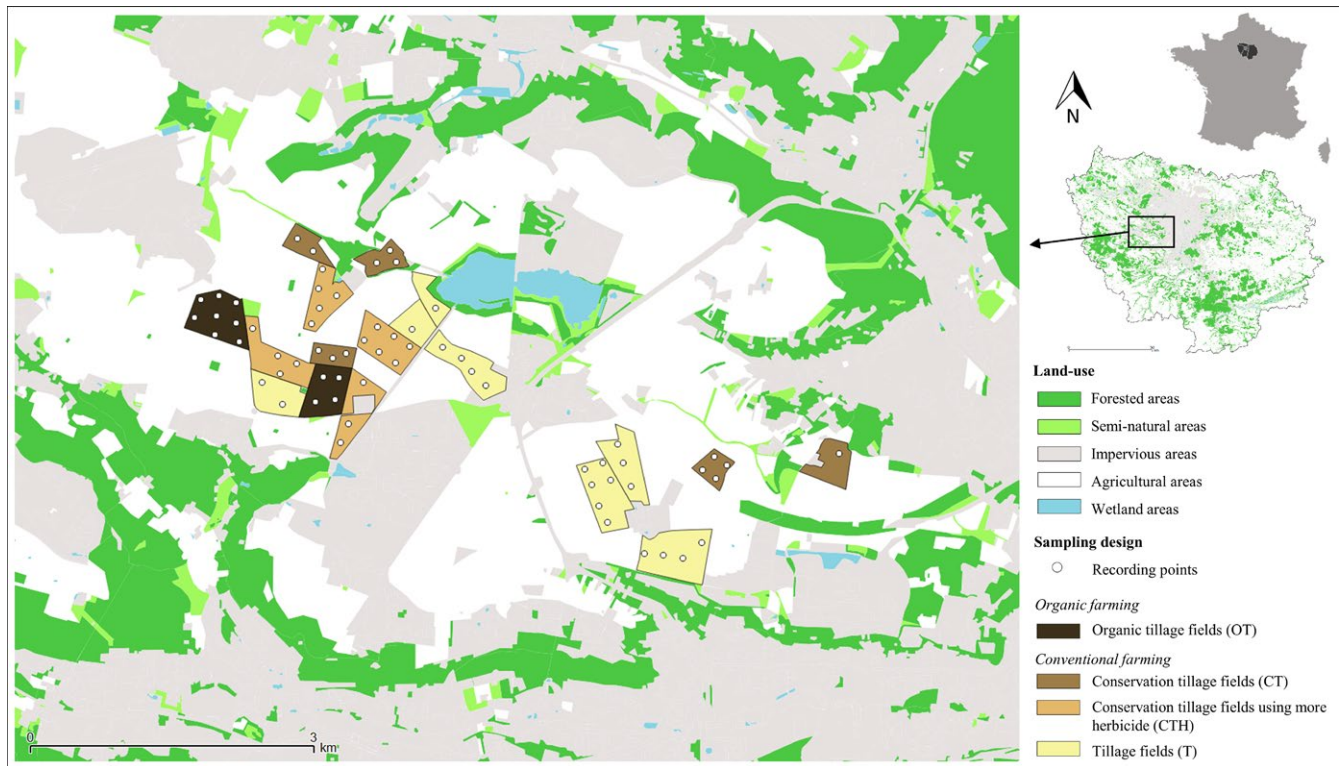 N
Land-use
Forested areas
Semi-natural areas
Impervious areas
Agricultural areas
Wetland areas
Sampling design
Recording points
Organic farming
Organic tillage fields (OT)
Conventional farming
Conservation tillage fields (CT)
Conservation tillage fields using more
herbicide (CTH)
Tillage fields (T)
0 3
km